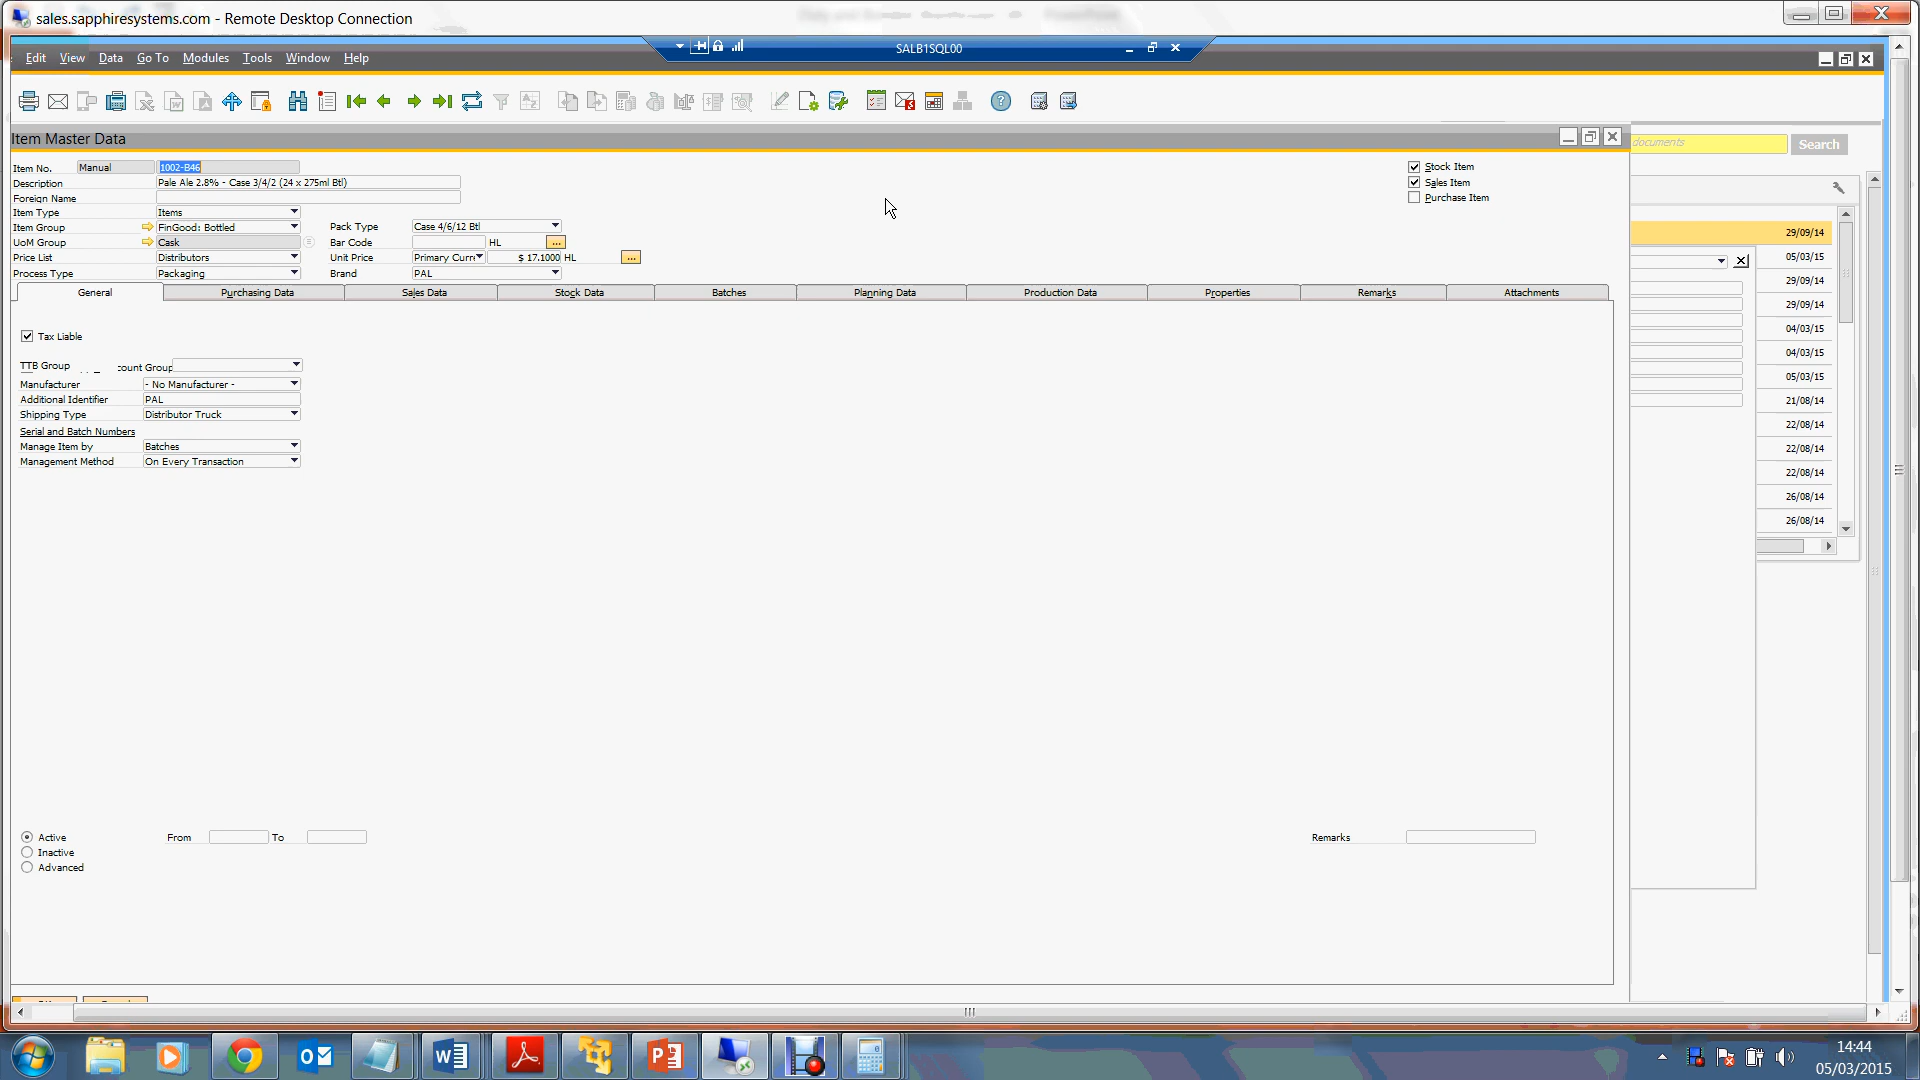 sales.sapphiresystems.com - Remote Desktop Connection
SALB1SQL00
Edit View Data Go To Modules Tools Window Help
Item Master Data
documents
Search
Item No. Manual 1002-B46
Description Pale Ale 2.8% - Case 3/4/2 (24 x 275ml Btl)
Foreign Name
Item Type Items
Item Group FinGood: Bottled Pack Type Case 4/6/12 Btl
UoM Group Cask Bar Code HL ...
Price List Distributors Unit Price Primary Curre $ 17.1000 HL ...
Process Type Packaging Brand PAL
Stock Item
Sales Item
Purchase Item
General Purchasing Data Sales Data Stock Data Batches Planning Data Production Data Properties Remarks Attachments
Tax Liable
TTB Group count Group
Manufacturer - No Manufacturer -
Additional Identifier PAL
Shipping Type Distributor Truck
Serial and Batch Numbers
Manage Item by Batches
Management Method On Every Transaction
29/09/14
05/03/15
29/09/14
29/09/14
04/03/15
04/03/15
05/03/15
21/08/14
22/08/14
22/08/14
22/08/14
26/08/14
26/08/14
Active From To Remarks
Inactive
Advanced
14:44
05/03/2015